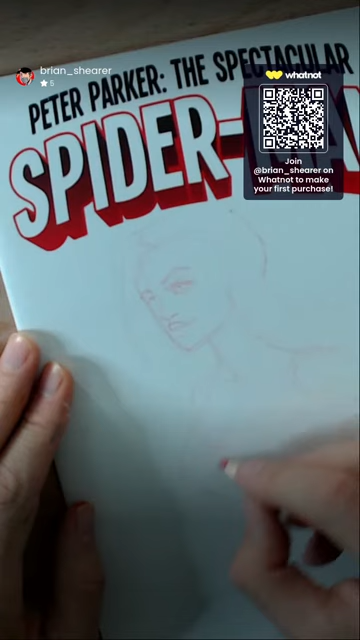 brian_shearer
5
whatnot
PETER PARKER: THE SPECTACULAR
SPIDER-
Join
@brian_shearer on
Whatnot to make
your first purchase!